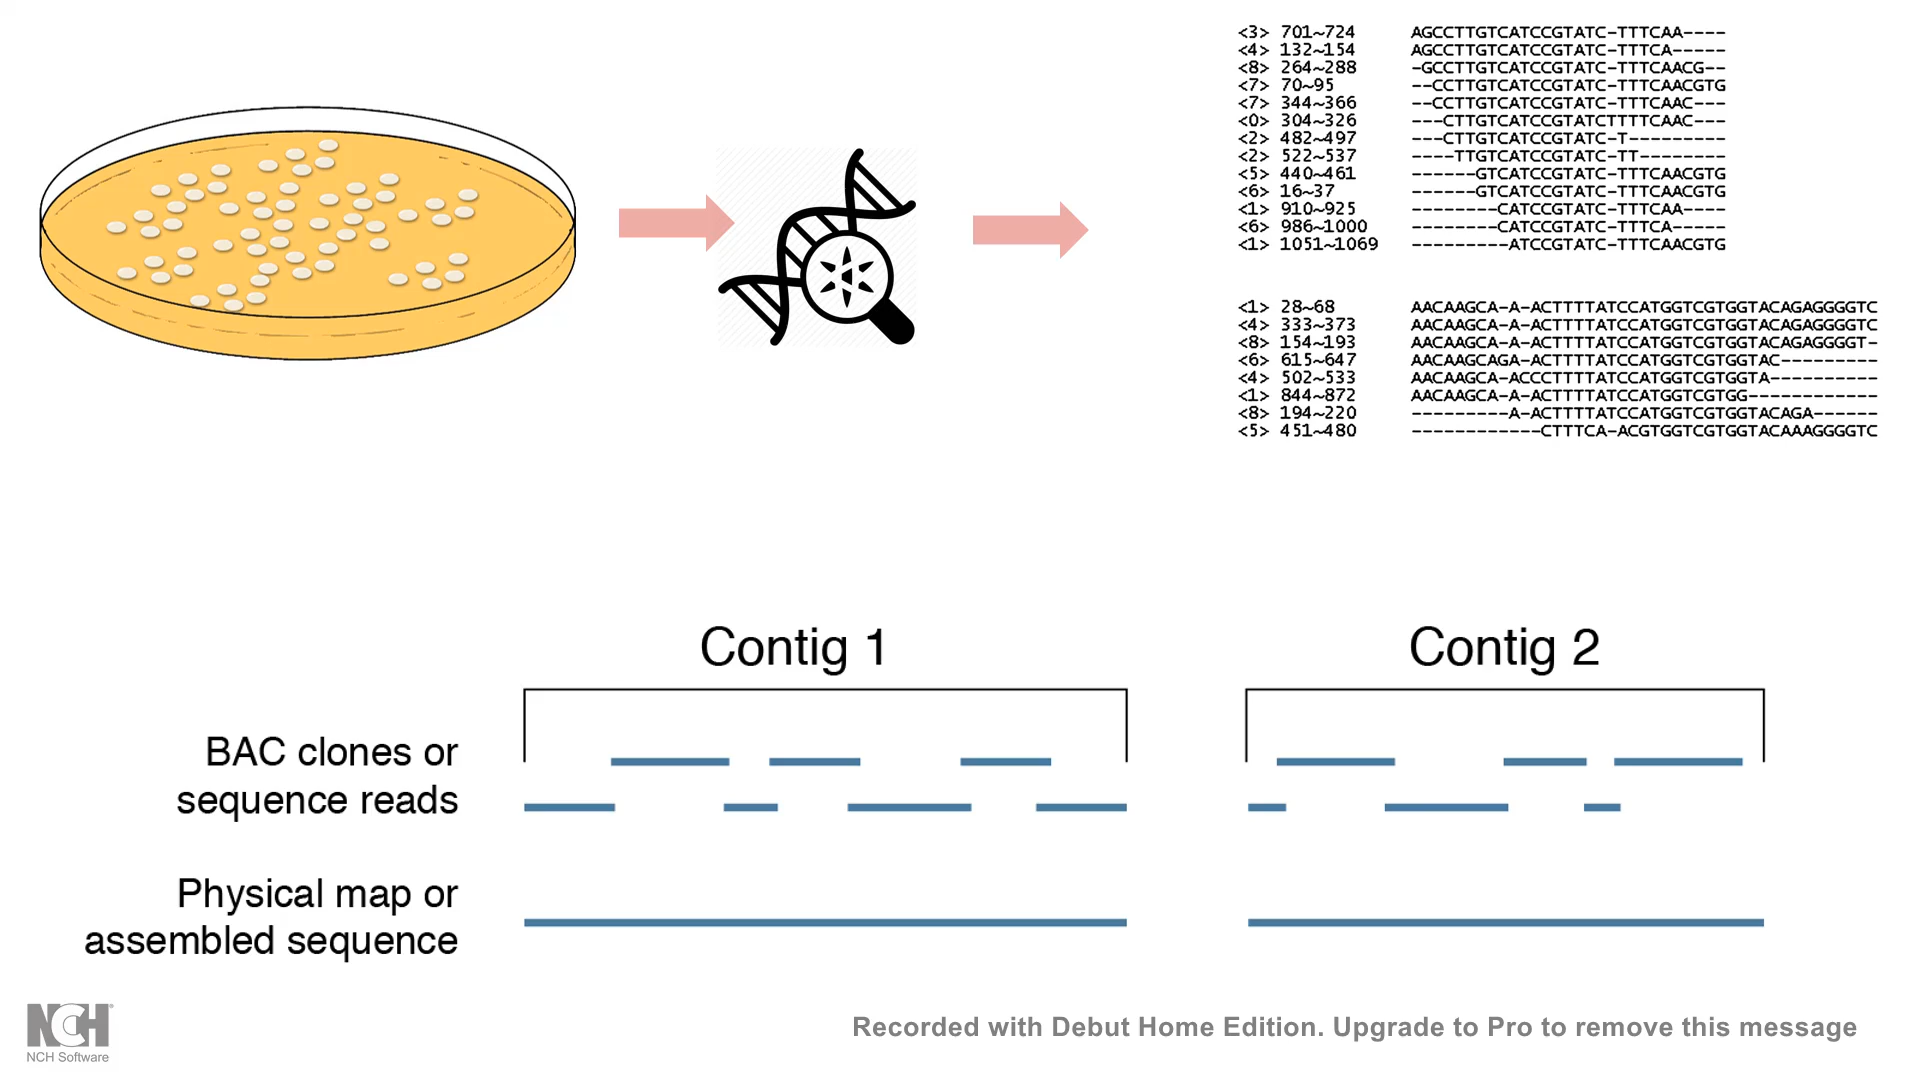 <3> 701~724 AGCCTTGTCATCCGTATC-TTTCAA----
<4> 132~154 AGCCTTGTCATCCGTATC-TTTCA-----
<8> 264~288 -GCCTTGTCATCCGTATC-TTTCAACG--
<7> 70~95 --CCTTGTCATCCGTATC-TTTCAACGTG
<7> 344~366 --CCTTGTCATCCGTATC-TTTCAAC---
<0> 304~326 ---CTTGTCATCCGTATCTTTTCAAC---
<2> 482~497 ---CTTGTCATCCGTATC-T---------
<2> 522~537 ----TTGTCATCCGTATC-TT--------
<5> 440~461 ------GTCATCCGTATC-TTTCAACGTG
<6> 16~37 ------GTCATCCGTATC-TTTCAACGTG
<1> 910~925 --------CATCCGTATC-TTTCAA----
<6> 986~1000 --------CATCCGTATC-TTTCA-----
<1> 1051~1069 ---------ATCCGTATC-TTTCAACGTG
<1> 28~68 AACAAGCA-A-ACTTTTATCCATGGTCGTGGTACAGAGGGGTC
<4> 333~373 AACAAGCA-A-ACTTTTATCCATGGTCGTGGTACAGAGGGGTC
<8> 154~193 AACAAGCA-A-ACTTTTATCCATGGTCGTGGTACAGAGGGGT-
<6> 615~647 AACAAGCAGA-ACTTTTATCCATGGTCGTGGTAC---------
<4> 502~533 AACAAGCA-ACCCTTTTATCCATGGTCGTGGTA----------
<1> 844~872 AACAAGCA-A-ACTTTTATCCATGGTCGTGG------------
<8> 194~220 ---------A-ACTTTTATCCATGGTCGTGGTACAGA------
<5> 451~480 ------------CTTTCA-ACGTGGTCGTGGTACAAAGGGGTC
Contig 1 Contig 2
BAC clones or
sequence reads
Physical map or
assembled sequence
NCH
NCH Software
Recorded with Debut Home Edition. Upgrade to Pro to remove this message